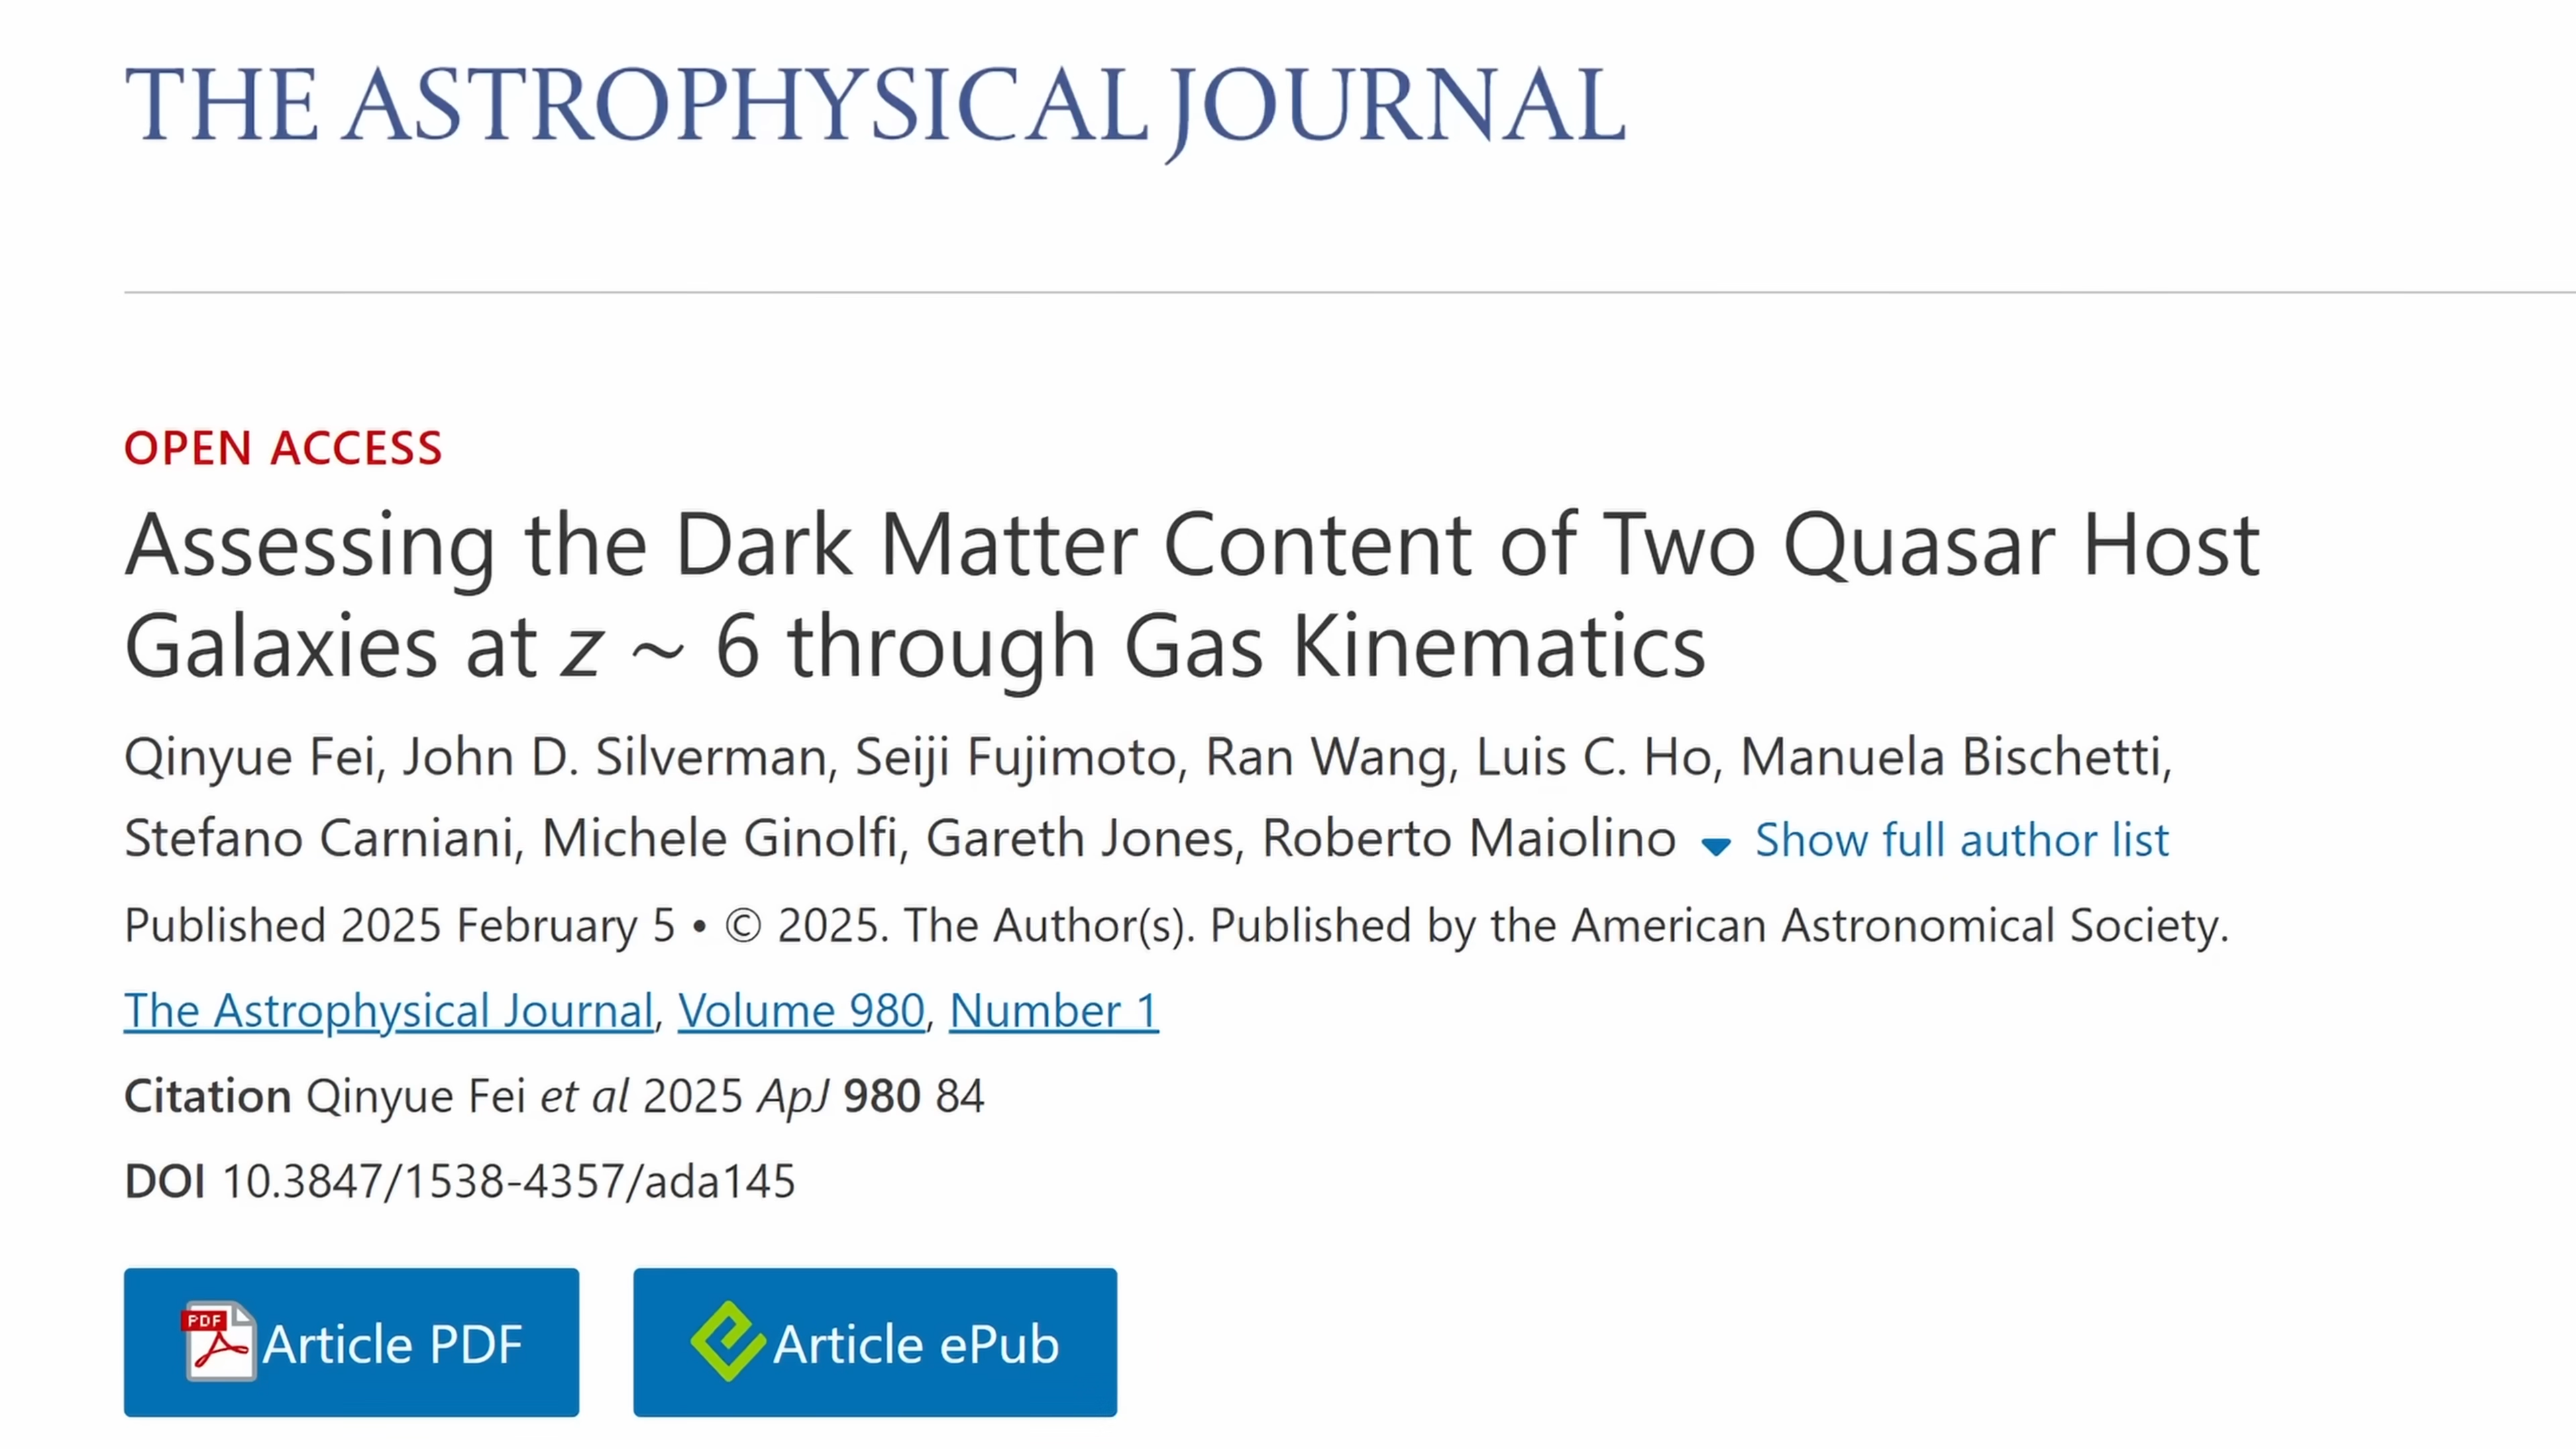 THE ASTROPHYSICAL JOURNAL
OPEN ACCESS
Assessing the Dark Matter Content of Two Quasar Host
Galaxies at z ~ 6 through Gas Kinematics
Qinyue Fei, John D. Silverman, Seiji Fujimoto, Ran Wang, Luis C. Ho, Manuela Bischetti,
Stefano Carniani, Michele Ginolfi, Gareth Jones, Roberto Maiolino Show full author list
Published 2025 February 5 • © 2025. The Author(s). Published by the American Astronomical Society.
The Astrophysical Journal, Volume 980, Number 1
Citation Qinyue Fei et al 2025 ApJ 980 84
DOI 10.3847/1538-4357/ada145
PDF Article PDF Article ePub